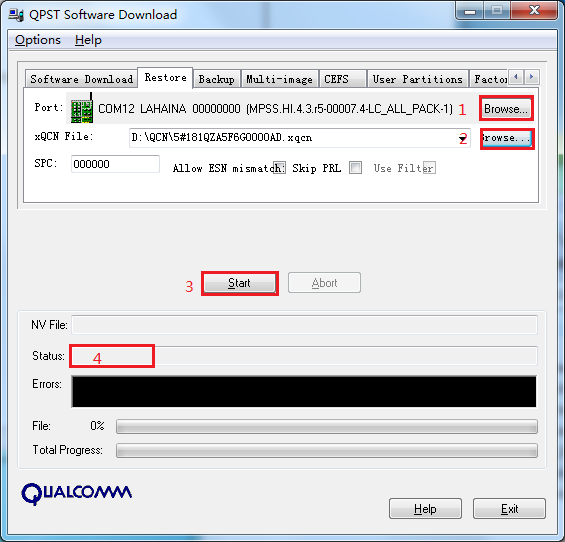 QPST Software Download
Options Help
Software Download Restore Backup Multi-image CEFS User Partitions Factor
Port: COM12 LAHAINA 00000000 (MPSS.HI.4.3.r5-00007.4-LC_ALL_PACK-1) 1 Browse...
xQCN File: D:\QCN\5#181QZA5F6G0000AD.xqcn 2 Browse...
SPC: 000000 Allow ESN mismatch: Skip PRL Use Filter
3 Start Abort
NV File:
Status: 4
Errors:
File: 0%
Total Progress:
QUALCOMM
Help Exit